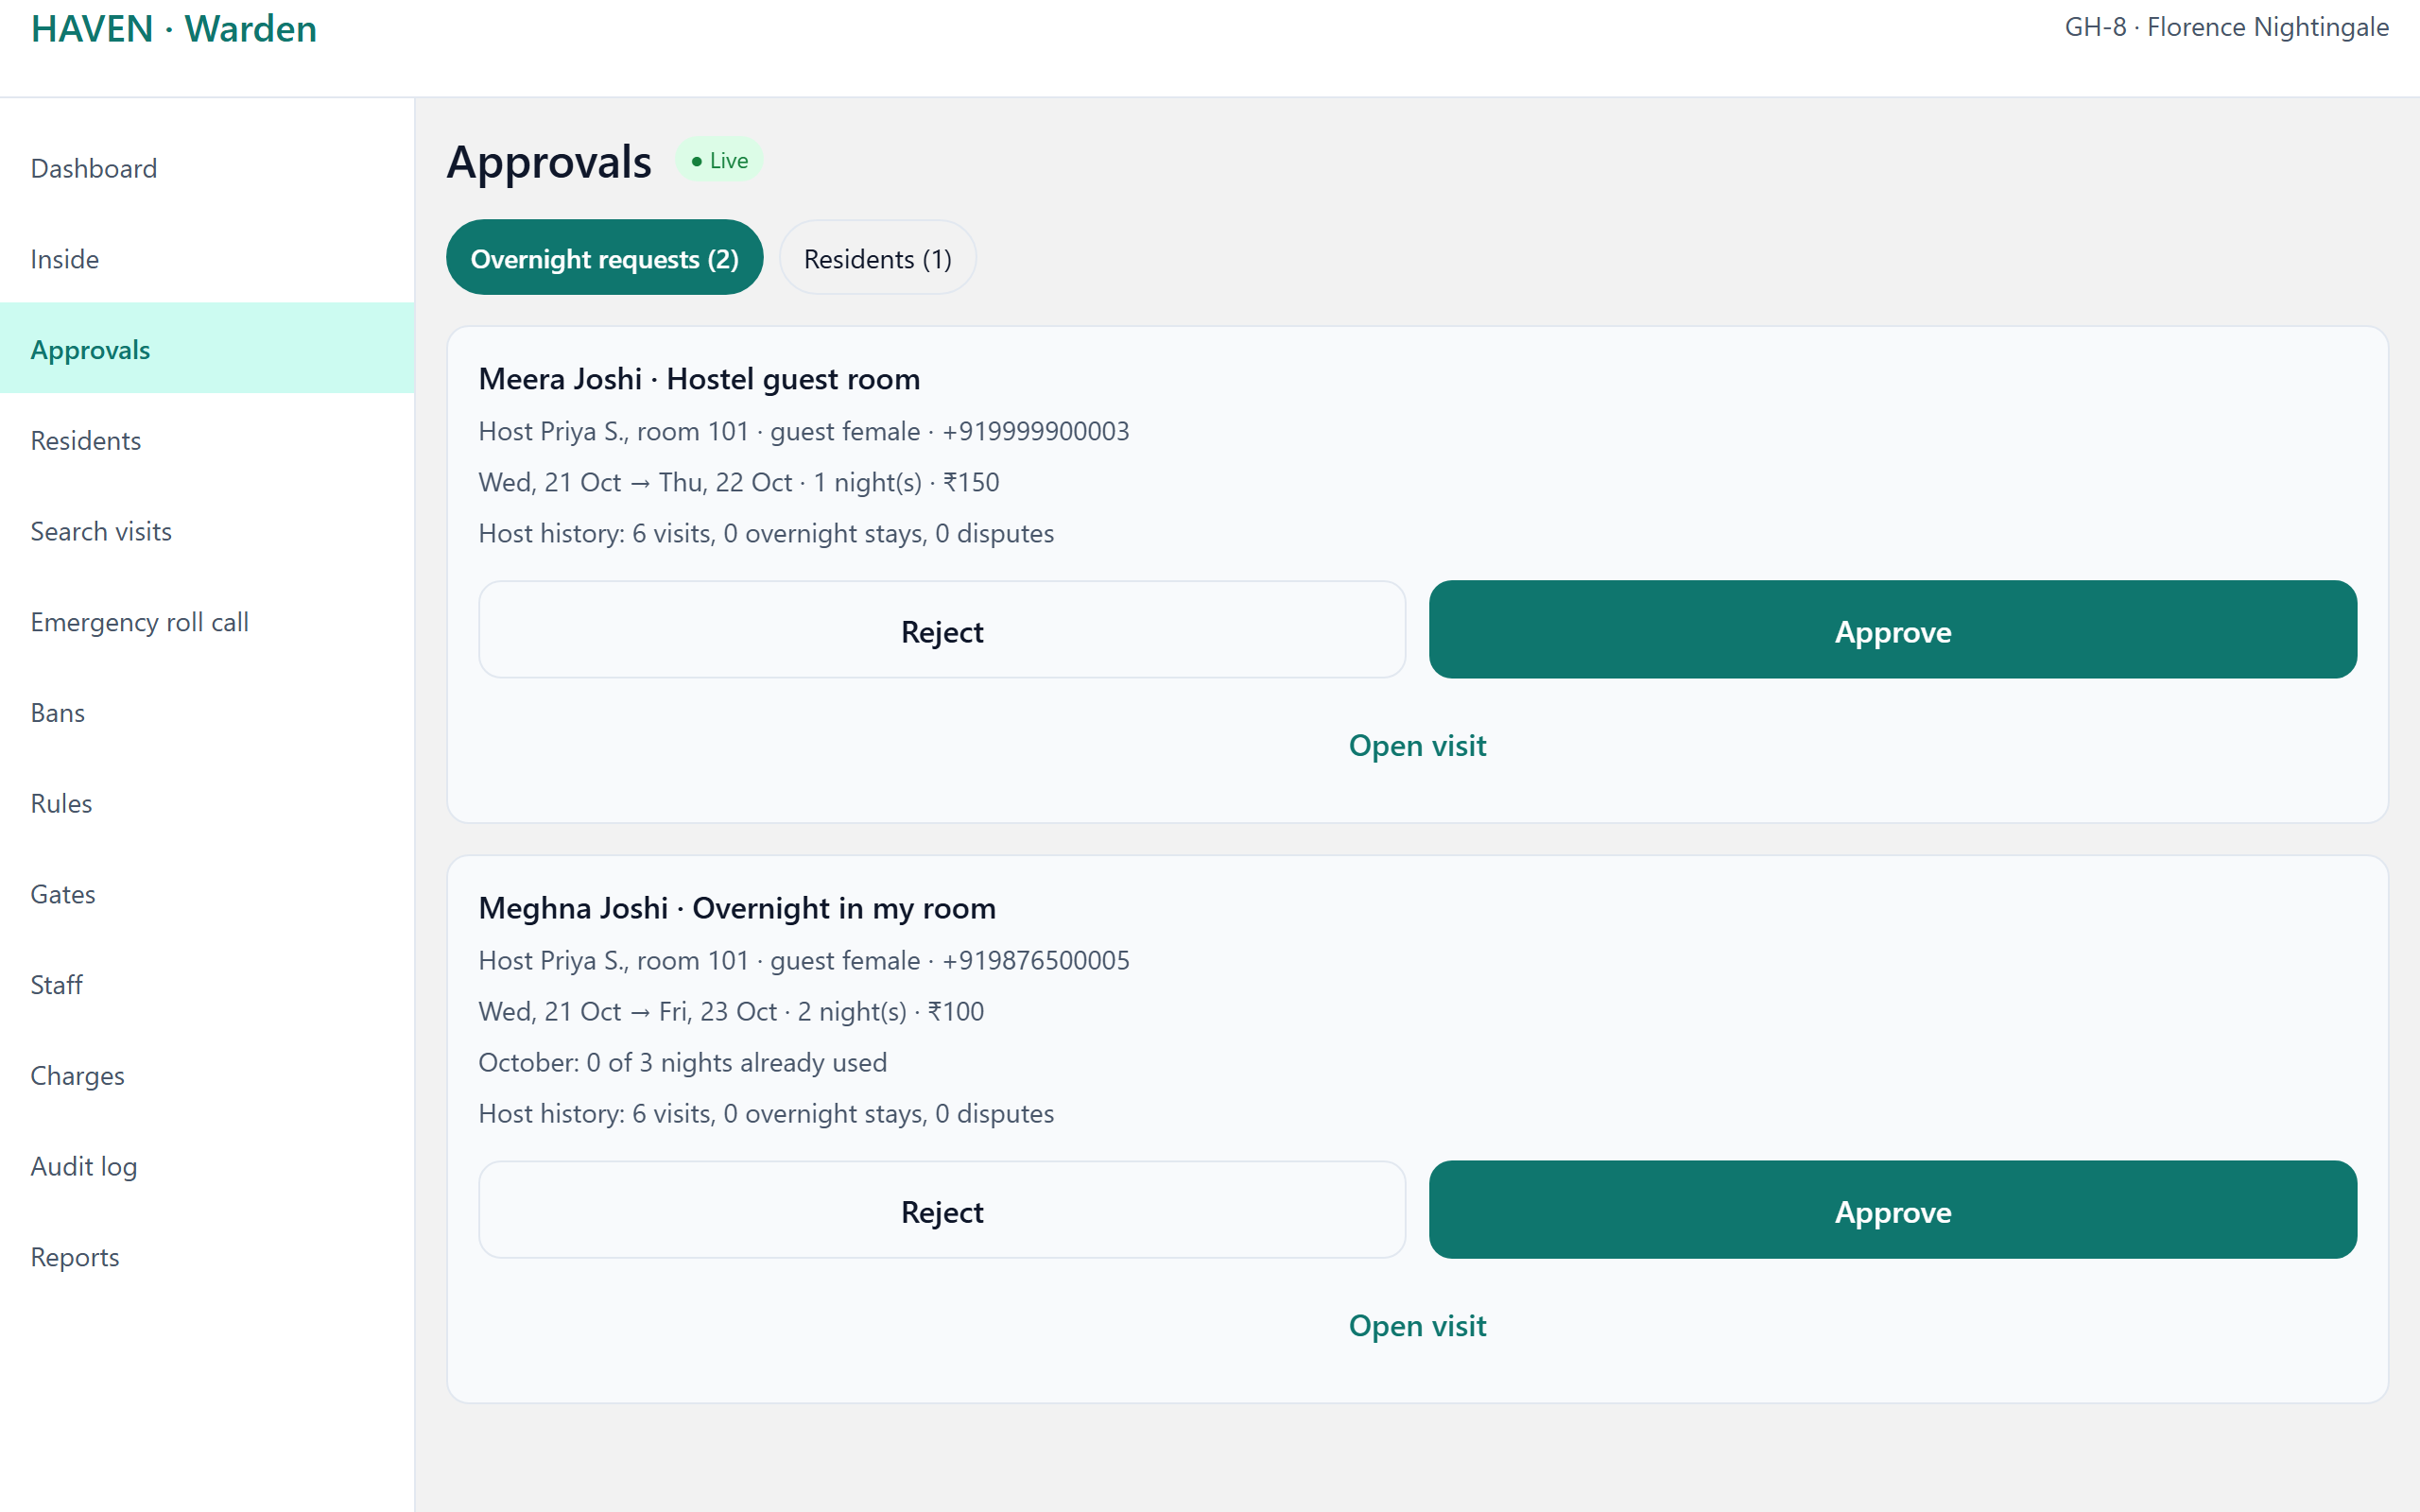 HAVEN · Warden
GH-8 · Florence Nightingale
Dashboard
Inside
Approvals
Residents
Search visits
Emergency roll call
Bans
Rules
Gates
Staff
Charges
Audit log
Reports
Approvals
● Live
Overnight requests (2)
Residents (1)
Meera Joshi · Hostel guest room
Host Priya S., room 101 · guest female · +919999900003
Wed, 21 Oct → Thu, 22 Oct · 1 night(s) · ₹150
Host history: 6 visits, 0 overnight stays, 0 disputes
Reject
Approve
Open visit
Meghna Joshi · Overnight in my room
Host Priya S., room 101 · guest female · +919876500005
Wed, 21 Oct → Fri, 23 Oct · 2 night(s) · ₹100
October: 0 of 3 nights already used
Host history: 6 visits, 0 overnight stays, 0 disputes
Reject
Approve
Open visit